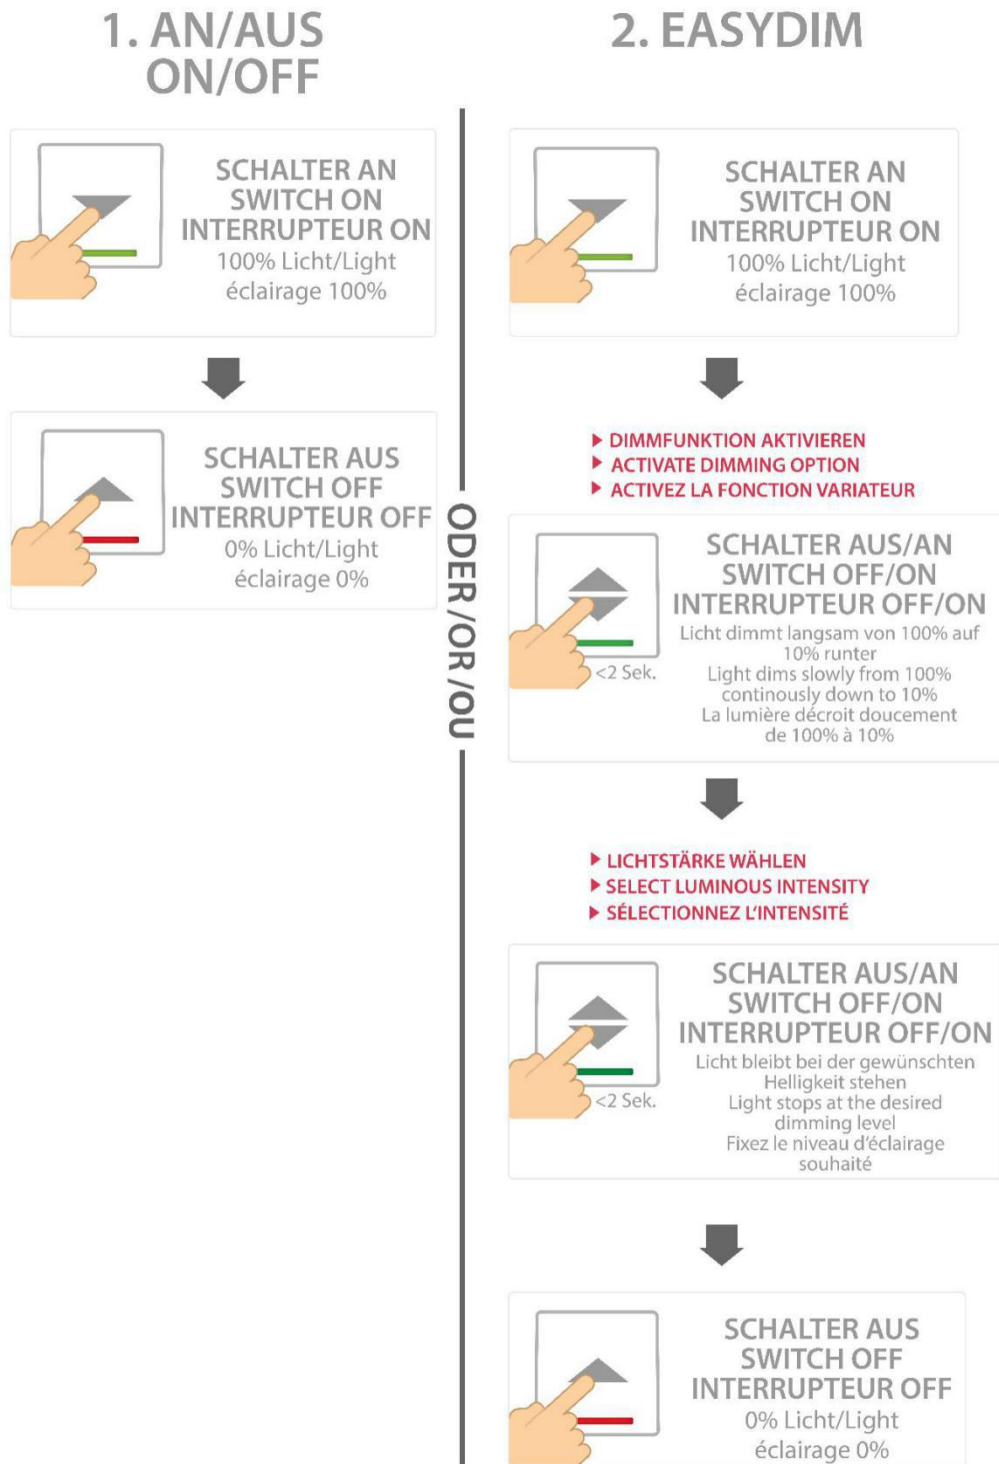 1. AN/AUS
ON/OFF
SCHALTER AN
SWITCH ON
INTERRUPTEUR ON
100% Licht/Light
éclairage 100%
SCHALTER AUS
SWITCH OFF
INTERRUPTEUR OFF
0% Licht/Light
éclairage 0%
ODER /OR /OU
2. EASYDIM
SCHALTER AN
SWITCH ON
INTERRUPTEUR ON
100% Licht/Light
éclairage 100%
DIMMFUNKTION AKTIVIEREN
ACTIVATE DIMMING OPTION
ACTIVEZ LA FONCTION VARIATEUR
SCHALTER AUS/AN
SWITCH OFF/ON
INTERRUPTEUR OFF/ON
Licht dimmt langsam von 100% auf
10% runter
Light dims slowly from 100%
continously down to 10%
La lumière décroit doucement
de 100% à 10%
<2 Sek.
LICHTSTÄRKE WÄHLEN
SELECT LUMINOUS INTENSITY
SÉLECTIONNEZ L'INTENSITÉ
SCHALTER AUS/AN
SWITCH OFF/ON
INTERRUPTEUR OFF/ON
Licht bleibt bei der gewünschten
Helligkeit stehen
Light stops at the desired
dimming level
Fixez le niveau d'éclairage
souhaité
<2 Sek.
SCHALTER AUS
SWITCH OFF
INTERRUPTEUR OFF
0% Licht/Light
éclairage 0%